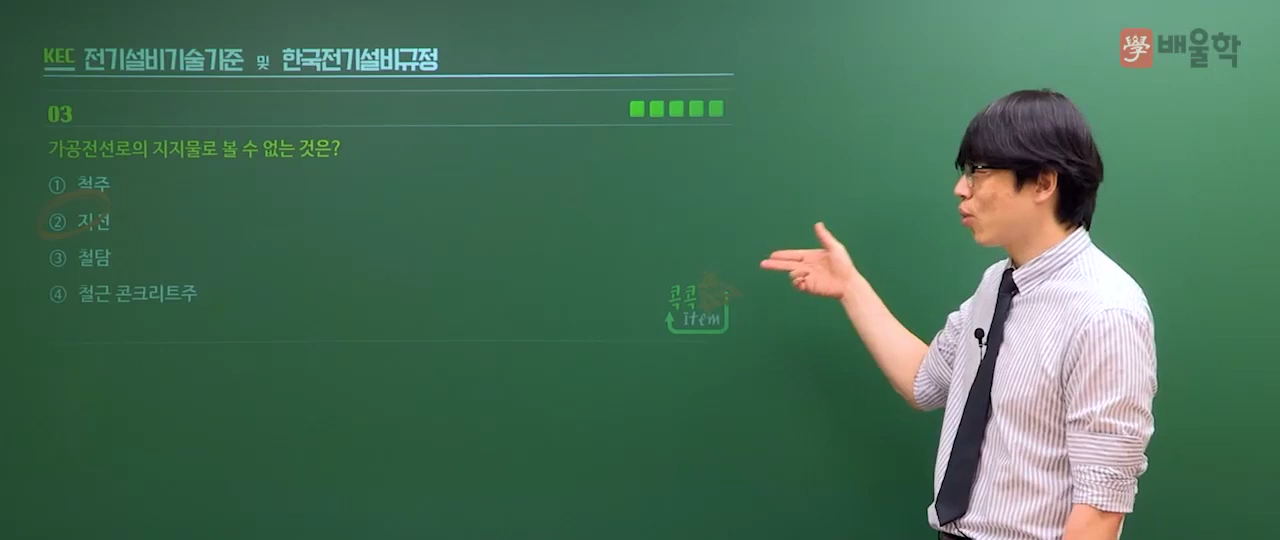 學 배울학
KEC 전기설비기술기준 및 한국전기설비규정
03
가공전선로의 지지물로 볼 수 없는 것은?
① 철주
② 지선
③ 철탑
④ 철근 콘크리트주
콕콕
item